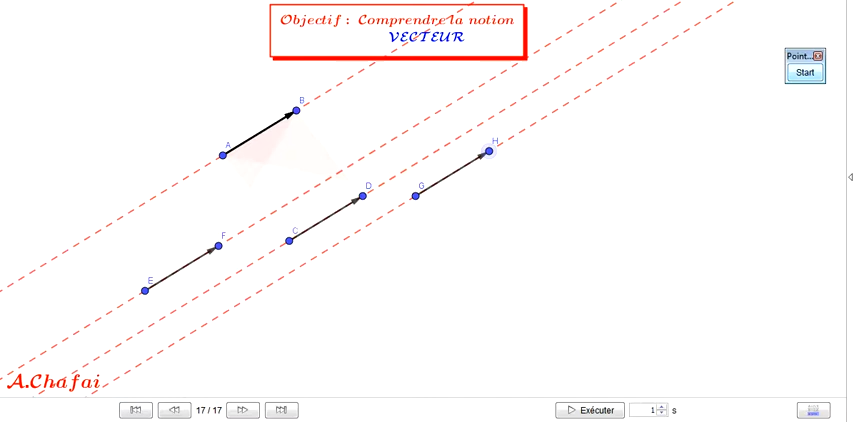 Objectif : Comprendre la notion
VECTEUR
Point...
Start
B
A
H
D
G
C
F
E
A.Chafai
17 / 17
Exécuter
1
s